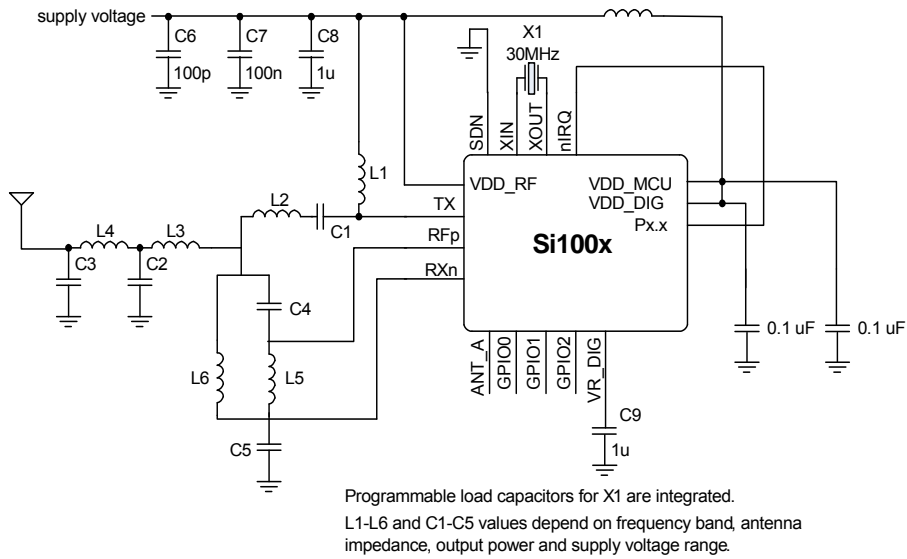 supply voltage
C6
100p
C7
100n
C8
1u
X1
30MHz
SDN
XIN
XOUT
nIRQ
L1
VDD_RF
VDD_MCU
VDD_DIG
Px.x
Si100x
TX
RFp
RXn
L2
C1
L4
L3
C3
C2
C4
L6
L5
C5
0.1 uF
0.1 uF
ANT_A
GPIO0
GPIO1
GPIO2
VR_DIG
C9
1u
Programmable load capacitors for X1 are integrated.
L1-L6 and C1-C5 values depend on frequency band, antenna
impedance, output power and supply voltage range.